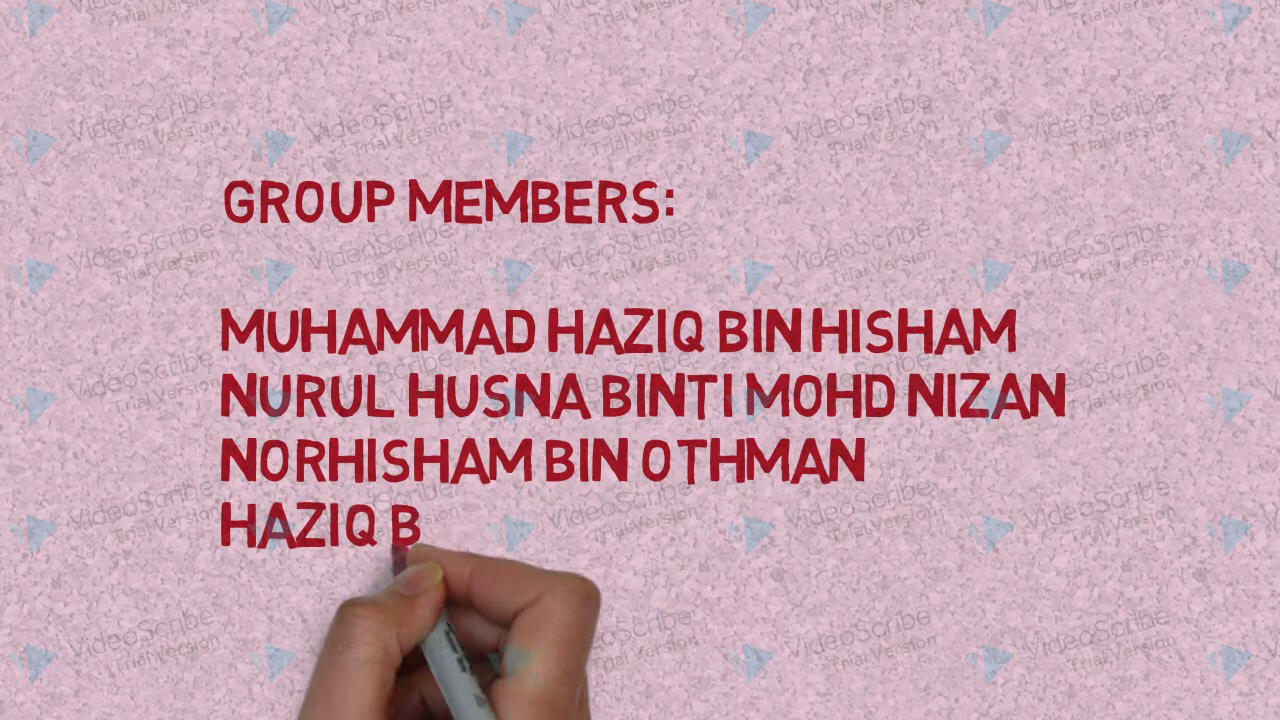 GROUP MEMBERS:
MUHAMMAD HAZIQ BIN HISHAM
NURUL HUSNA BINTI MOHD NIZAN
NORHISHAM BIN OTHMAN
HAZIQ B
VideoScribe
Trial Version